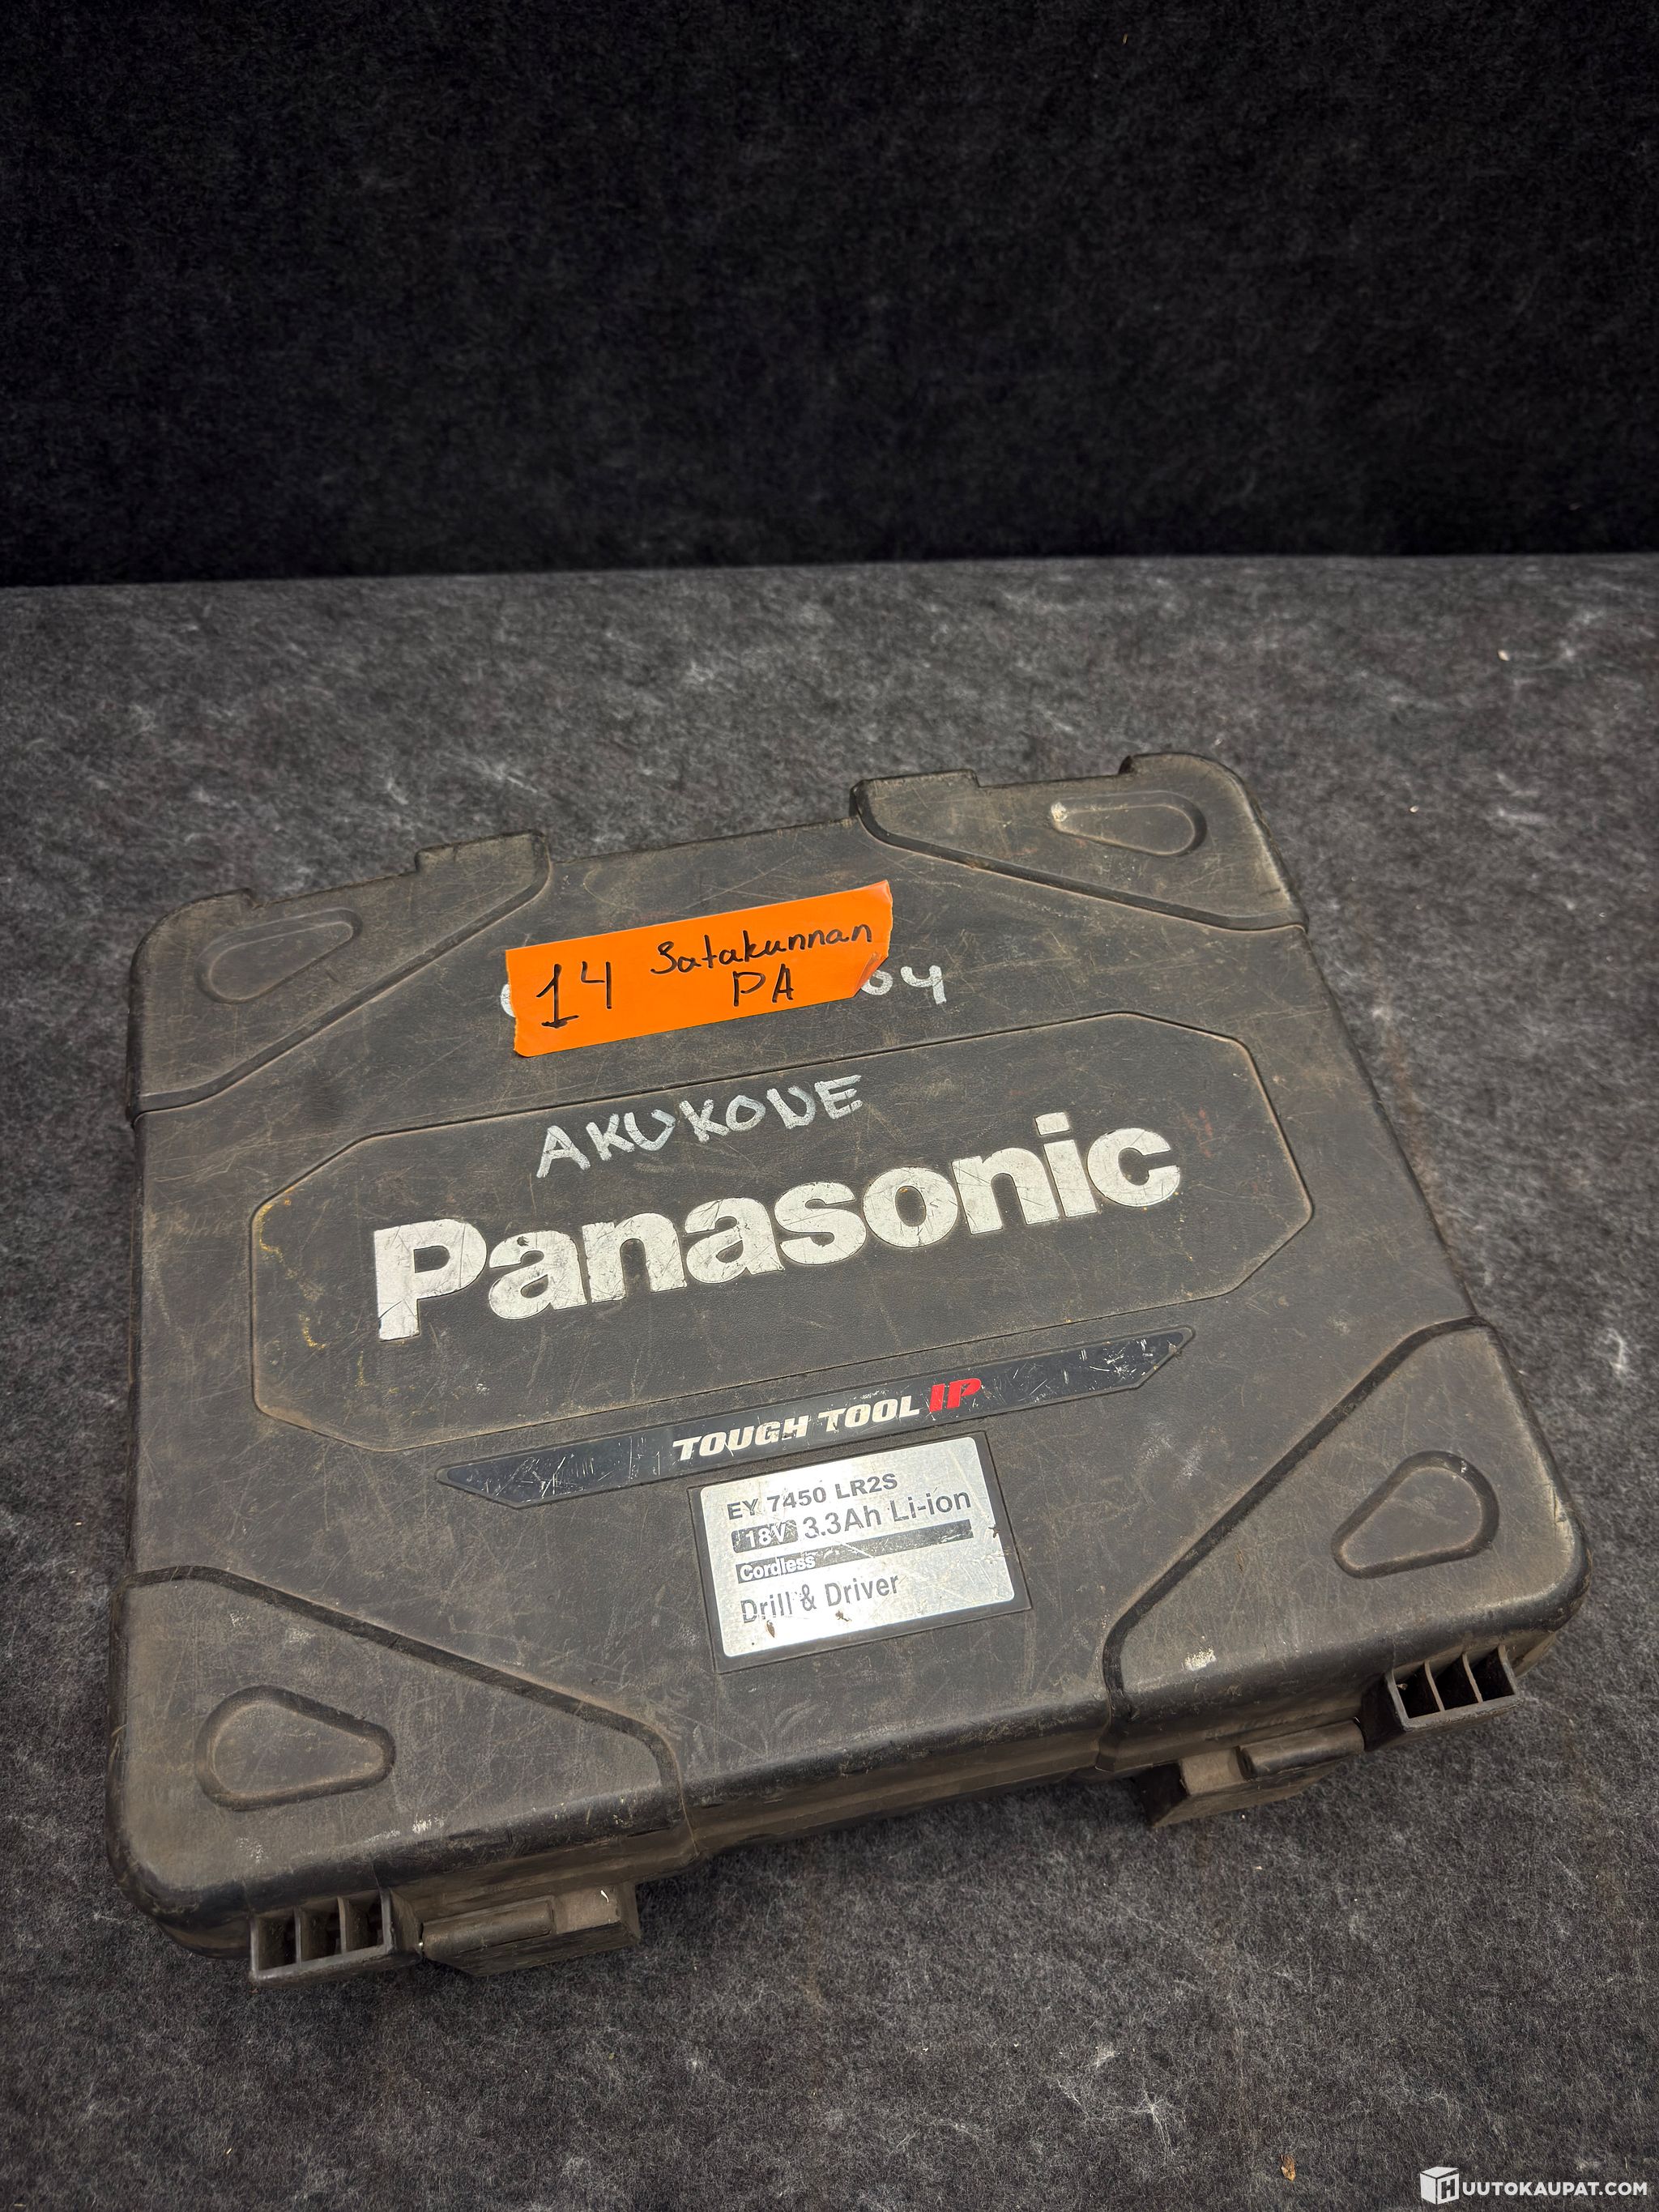 14 Satakunnan
PA
oy
AKUKONE
Panasonic
TOUGH TOOL IP
EY 7450 LR2S
18V 3.3Ah Li-ion
Cordless
Drill & Driver
HUUTOKAUPAT.COM